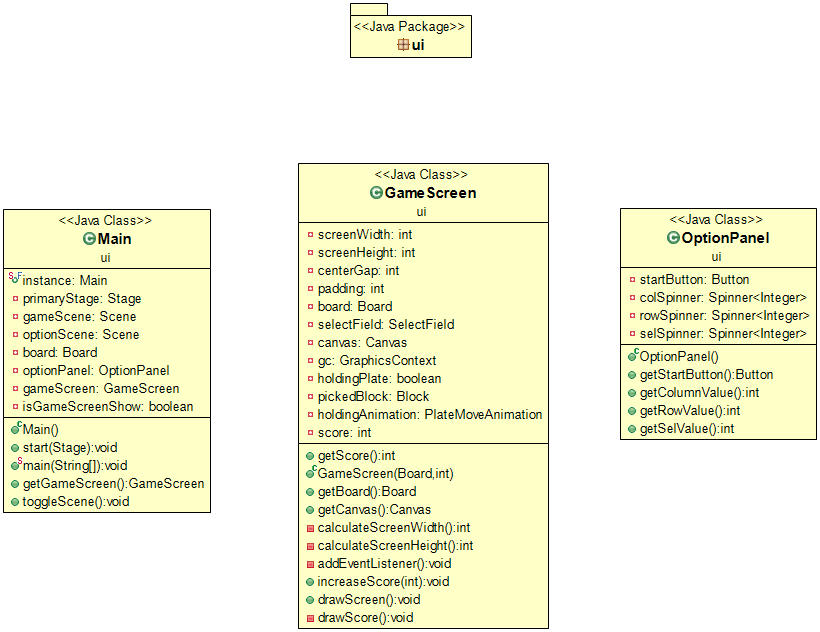 <<Java Package>>
ui
<<Java Class>>
Main
ui
instance: Main
primaryStage: Stage
gameScene: Scene
optionScene: Scene
board: Board
optionPanel: OptionPanel
gameScreen: GameScreen
isGameScreenShow: boolean
Main()
start(Stage):void
main(String[]):void
getGameScreen():GameScreen
toggleScene():void
<<Java Class>>
GameScreen
ui
screenWidth: int
screenHeight: int
centerGap: int
padding: int
board: Board
selectField: SelectField
canvas: Canvas
gc: GraphicsContext
holdingPlate: boolean
pickedBlock: Block
holdingAnimation: PlateMoveAnimation
score: int
getScore():int
GameScreen(Board,int)
getBoard():Board
getCanvas():Canvas
calculateScreenWidth():int
calculateScreenHeight():int
addEventListener():void
increaseScore(int):void
drawScreen():void
drawScore():void
<<Java Class>>
OptionPanel
ui
startButton: Button
colSpinner: Spinner<Integer>
rowSpinner: Spinner<Integer>
selSpinner: Spinner<Integer>
OptionPanel()
getStartButton():Button
getColumnValue():int
getRowValue():int
getSelValue():int